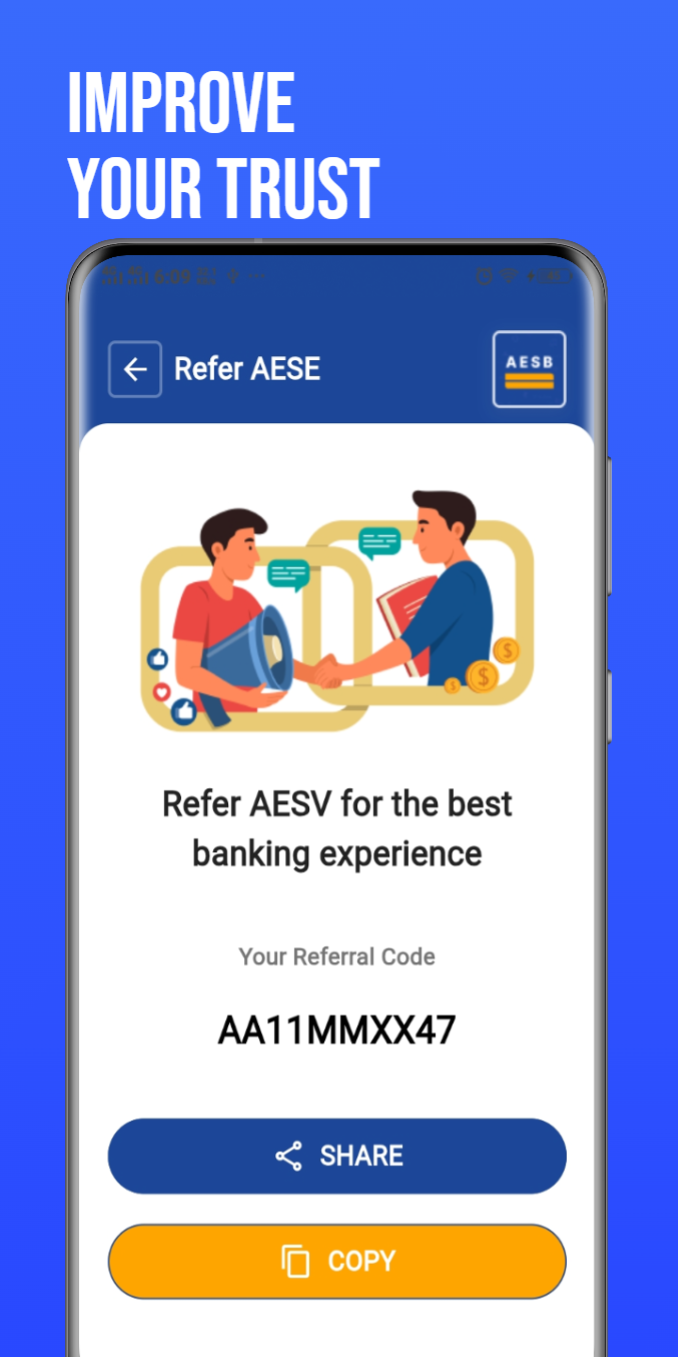 IMPROVE
YOUR TRUST
6:09
Refer AESE
AESB
Refer AESV for the best
banking experience
Your Referral Code
AA11MMXX47
SHARE
COPY